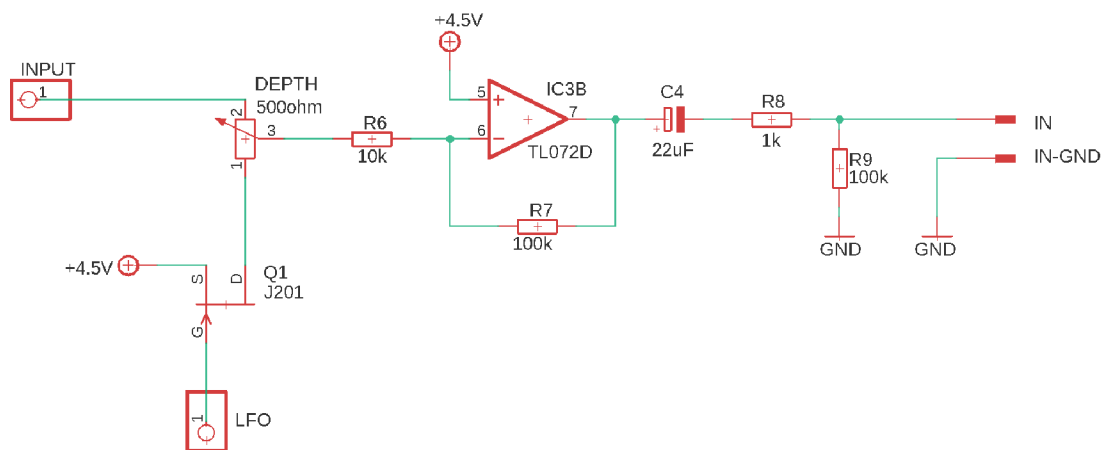 +4.5V
INPUT
1
DEPTH
500ohm
2
3
1
R6
10k
5
6
7
IC3B
TL072D
C4
22uF
R8
1k
IN
IN-GND
R9
100k
R7
100k
GND
GND
+4.5V
S
D
G
Q1
J201
1
LFO